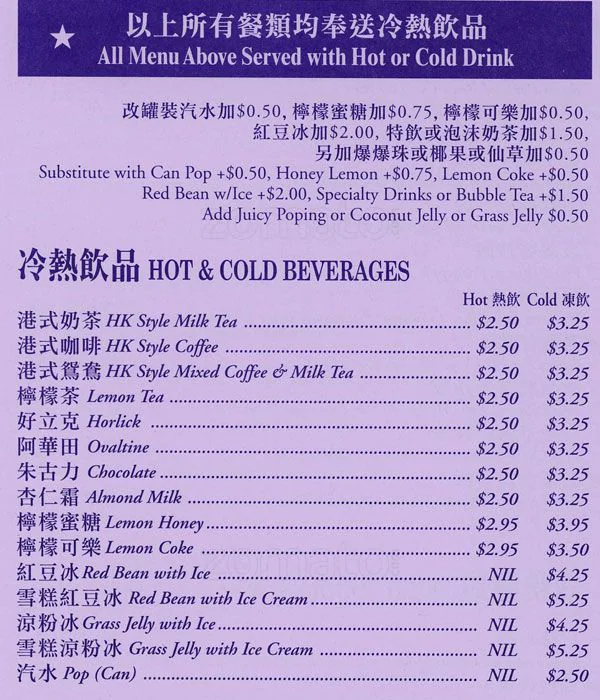 以上所有餐類均奉送冷熱飲品
★ All Menu Above Served with Hot or Cold Drink
改罐裝汽水加$0.50, 檸檬蜜糖加$0.75, 檸檬可樂加$0.50,
紅豆冰加$2.00, 特飲或泡沫奶茶加$1.50,
另加爆爆珠或椰果或仙草加$0.50
Substitute with Can Pop +$0.50, Honey Lemon +$0.75, Lemon Coke +$0.50
Red Bean w/Ice +$2.00, Specialty Drinks or Bubble Tea +$1.50
Add Juicy Poping or Coconut Jelly or Grass Jelly $0.50
冷熱飲品 HOT & COLD BEVERAGES
Hot 熱飲 Cold 凍飲
港式奶茶 HK Style Milk Tea $2.50 $3.25
港式咖啡 HK Style Coffee $2.50 $3.25
港式鴛鴦 HK Style Mixed Coffee & Milk Tea $2.50 $3.25
檸檬茶 Lemon Tea $2.50 $3.25
好立克 Horlick $2.50 $3.25
阿華田 Ovaltine $2.50 $3.25
朱古力 Chocolate $2.50 $3.25
杏仁霜 Almond Milk $2.50 $3.25
檸檬蜜糖 Lemon Honey $2.95 $3.95
檸檬可樂 Lemon Coke $2.95 $3.50
紅豆冰 Red Bean with Ice NIL $4.25
雪糕紅豆冰 Red Bean with Ice Cream NIL $5.25
涼粉冰 Grass Jelly with Ice NIL $4.25
雪糕涼粉冰 Grass Jelly with Ice Cream NIL $5.25
汽水 Pop (Can) NIL $2.50